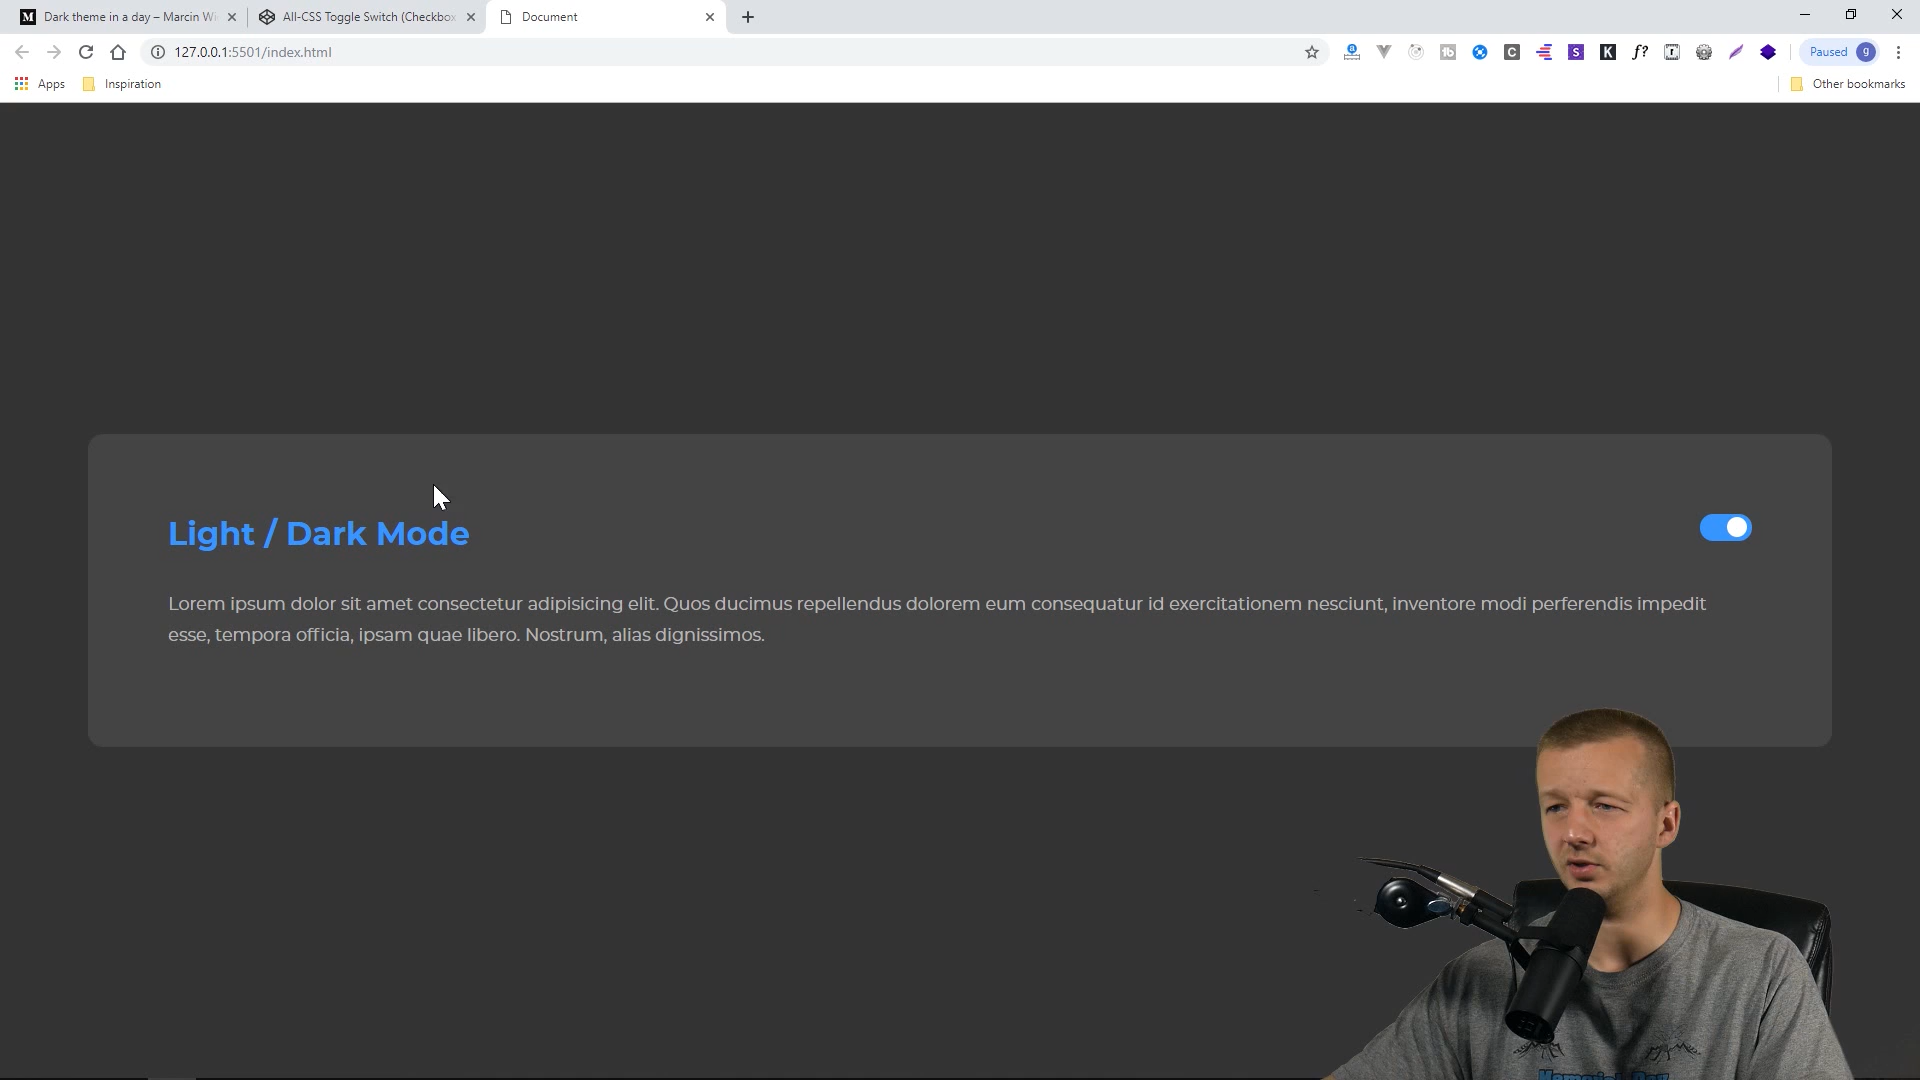 M Dark theme in a day – Marcin Wi
All-CSS Toggle Switch (Checkbox
Document
127.0.0.1:5501/index.html
Paused g
Apps
Inspiration
Other bookmarks
Light / Dark Mode
Lorem ipsum dolor sit amet consectetur adipisicing elit. Quos ducimus repellendus dolorem eum consequatur id exercitationem nesciunt, inventore modi perferendis impedit
esse, tempora officia, ipsam quae libero. Nostrum, alias dignissimos.